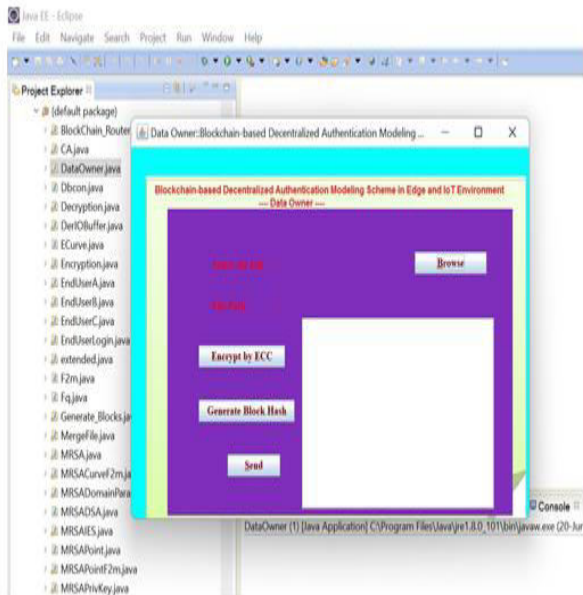 Java EE - Eclipse
File Edit Navigate Search Project Run Window Help
Project Explorer
(default package)
BlockChain_Router
CA.java
DataOwner.java
Dbcon.java
Decryption.java
DerIOBuffer.java
ECurve.java
Encryption.java
EndUserA.java
EndUserB.java
EndUserC.java
EndUserLogin.java
extended.java
F2m.java
Fq.java
Generate_Blocks.ja
MergeFile.java
MRSA.java
MRSACurveF2m.ja
MRSADomainPara
MRSADSA.java
MRSAIES.java
MRSAPoint.java
MRSAPointF2m.java
MRSAPrivKey.java
Data Owner::Blockchain-based Decentralized Authentication Modeling ...
Blockchain-based Decentralized Authentication Modeling Scheme in Edge and IoT Environment
---- Data Owner ----
Browse
Encrypt by ECC
Generate Block Hash
Send
Console
DataOwner (1) [Java Application] C:\Program Files\Java\jre1.8.0_101\bin\javaw.exe (20-Jun